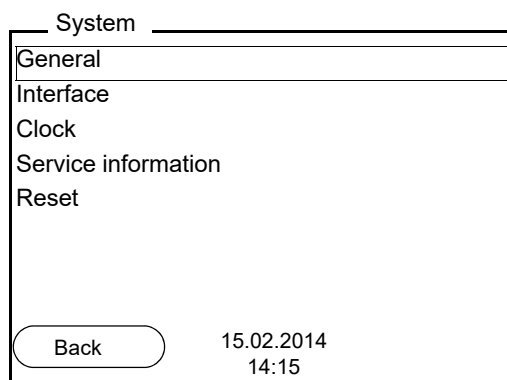 System
General
Interface
Clock
Service information
Reset
Back
15.02.2014
14:15